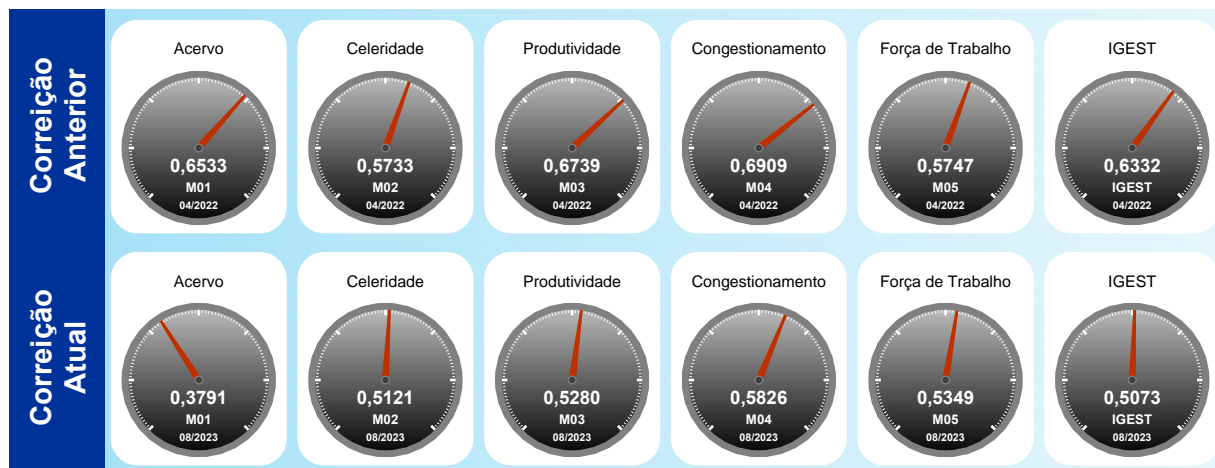 Correição
Anterior
Acervo
0,6533
M01
04/2022
Celeridade
0,5733
M02
04/2022
Produtividade
0,6739
M03
04/2022
Congestionamento
0,6909
M04
04/2022
Força de Trabalho
0,5747
M05
04/2022
IGEST
0,6332
IGEST
04/2022
Correição
Atual
Acervo
0,3791
M01
08/2023
Celeridade
0,5121
M02
08/2023
Produtividade
0,5280
M03
08/2023
Congestionamento
0,5826
M04
08/2023
Força de Trabalho
0,5349
M05
08/2023
IGEST
0,5073
IGEST
08/2023